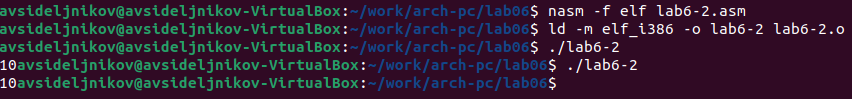 avsideljnikov@avsideljnikov-VirtualBox:~/work/arch-pc/lab06$ nasm -f elf lab6-2.asm
avsideljnikov@avsideljnikov-VirtualBox:~/work/arch-pc/lab06$ ld -m elf_i386 -o lab6-2 lab6-2.o
avsideljnikov@avsideljnikov-VirtualBox:~/work/arch-pc/lab06$ ./lab6-2
10avsideljnikov@avsideljnikov-VirtualBox:~/work/arch-pc/lab06$ ./lab6-2
10avsideljnikov@avsideljnikov-VirtualBox:~/work/arch-pc/lab06$